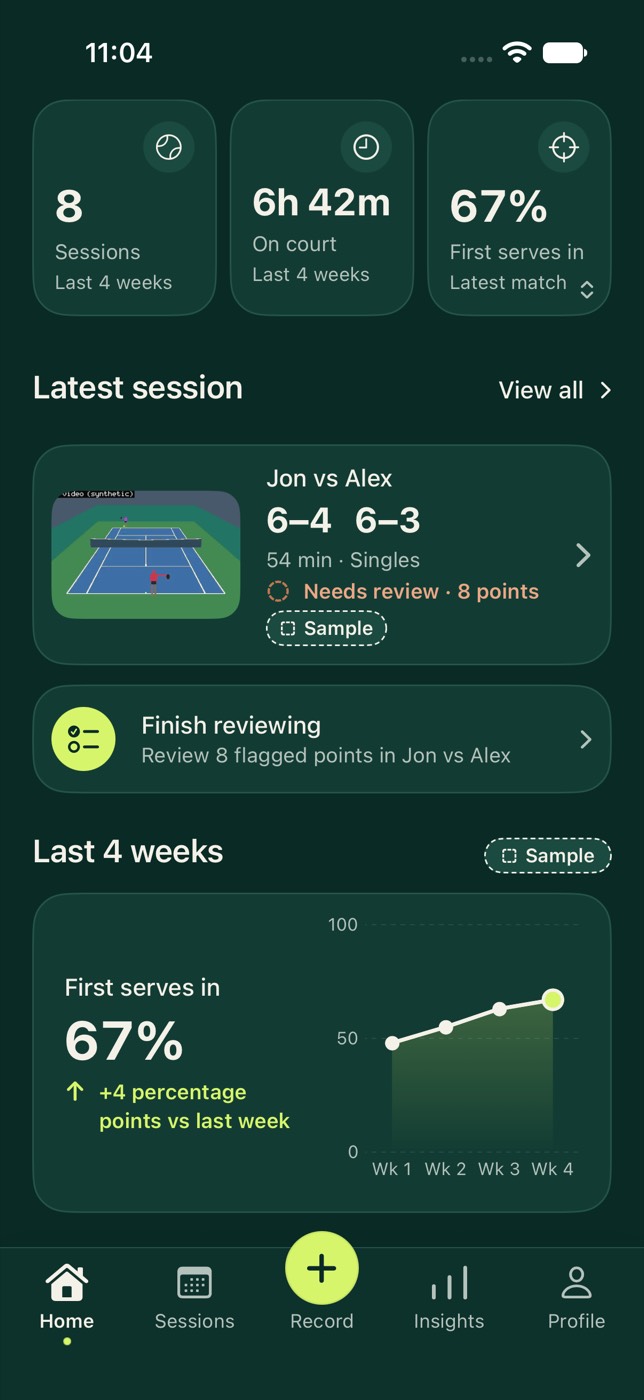 11:04
8
Sessions
Last 4 weeks
6h 42m
On court
Last 4 weeks
67%
First serves in
Latest match
Latest session
View all
video (synthetic)
Jon vs Alex
6–4 6–3
54 min · Singles
Needs review · 8 points
Sample
Finish reviewing
Review 8 flagged points in Jon vs Alex
Last 4 weeks
Sample
First serves in
67%
+4 percentage
points vs last week
100
50
0
Wk 1 Wk 2 Wk 3 Wk 4
Home
Sessions
Record
Insights
Profile